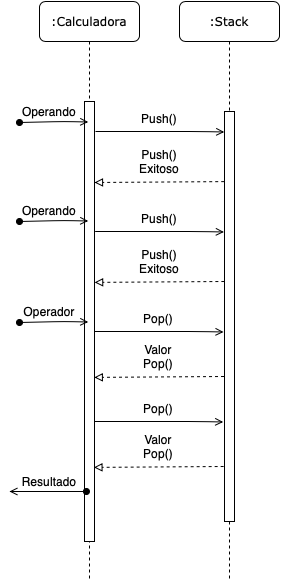 :Calculadora
:Stack
Operando
Push()
Push()
Exitoso
Operando
Push()
Push()
Exitoso
Operador
Pop()
Valor
Pop()
Pop()
Valor
Pop()
Resultado